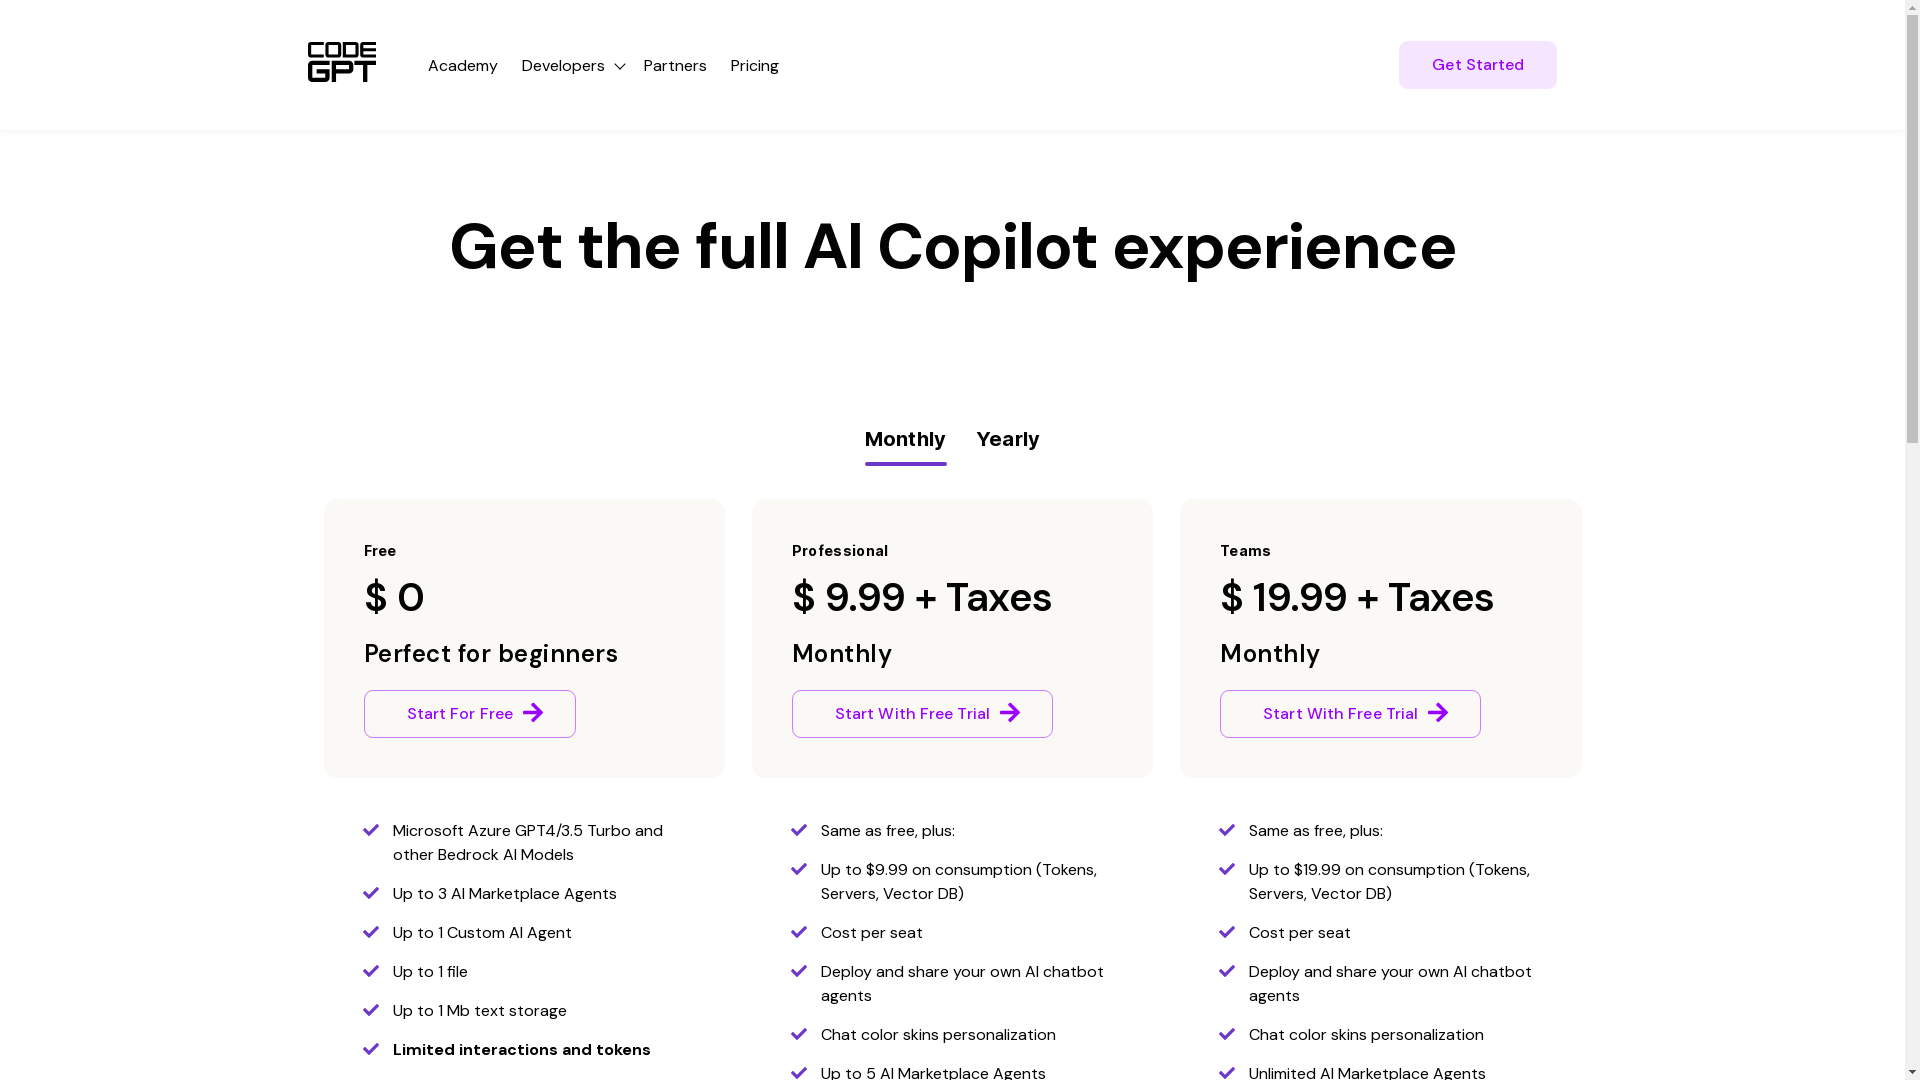 CODE
GPT
Academy
Developers
Partners
Pricing
Get Started
Get the full AI Copilot experience
Monthly
Yearly
Free
$ 0
Perfect for beginners
Start For Free
Microsoft Azure GPT4/3.5 Turbo and
other Bedrock AI Models
Up to 3 AI Marketplace Agents
Up to 1 Custom AI Agent
Up to 1 file
Up to 1 Mb text storage
Limited interactions and tokens
Professional
$ 9.99 + Taxes
Monthly
Start With Free Trial
Same as free, plus:
Up to $9.99 on consumption (Tokens,
Servers, Vector DB)
Cost per seat
Deploy and share your own AI chatbot
agents
Chat color skins personalization
Up to 5 AI Marketplace Agents
Teams
$ 19.99 + Taxes
Monthly
Start With Free Trial
Same as free, plus:
Up to $19.99 on consumption (Tokens,
Servers, Vector DB)
Cost per seat
Deploy and share your own AI chatbot
agents
Chat color skins personalization
Unlimited AI Marketplace Agents